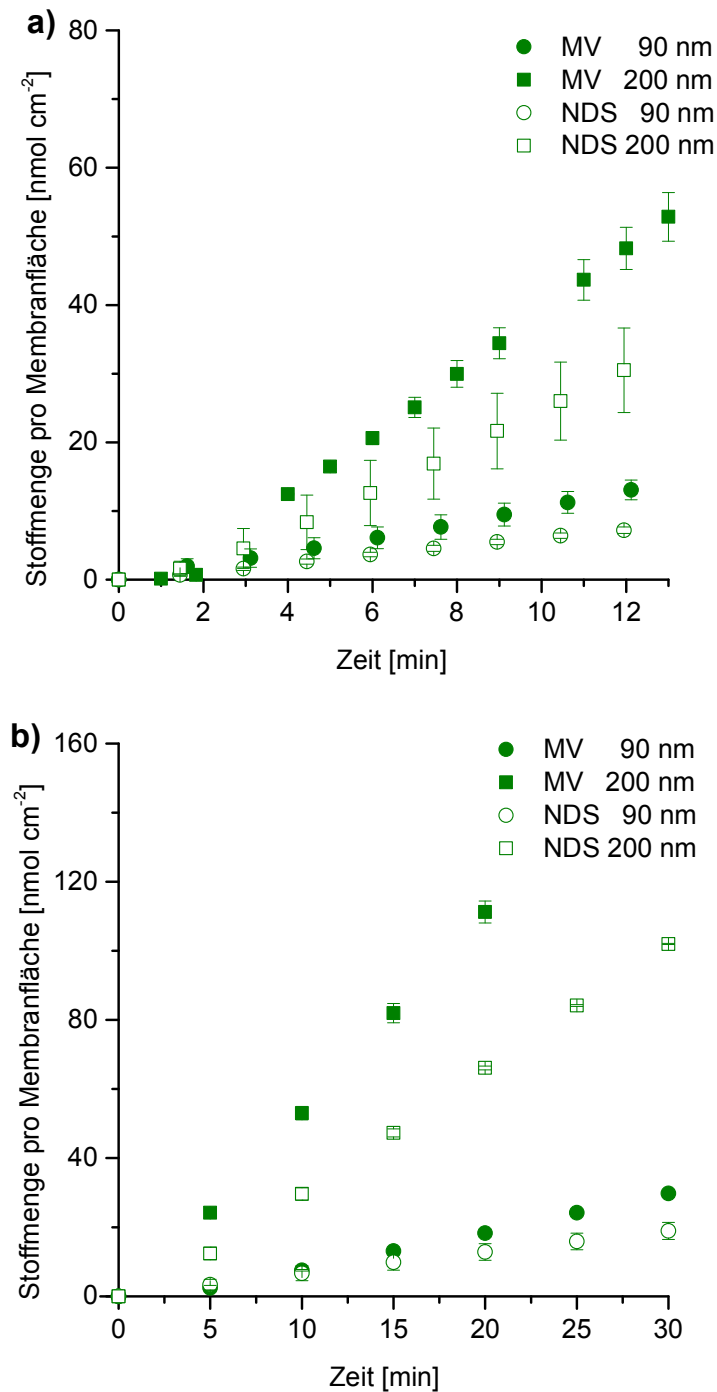 a)
80
60
40
20
0
Stoffmenge pro Membranfläche [nmol cm⁻²]
MV 90 nm
MV 200 nm
NDS 90 nm
NDS 200 nm
0 2 4 6 8 10 12
Zeit [min]
b)
160
120
80
40
0
Stoffmenge pro Membranfläche [nmol cm⁻²]
MV 90 nm
MV 200 nm
NDS 90 nm
NDS 200 nm
0 5 10 15 20 25 30
Zeit [min]